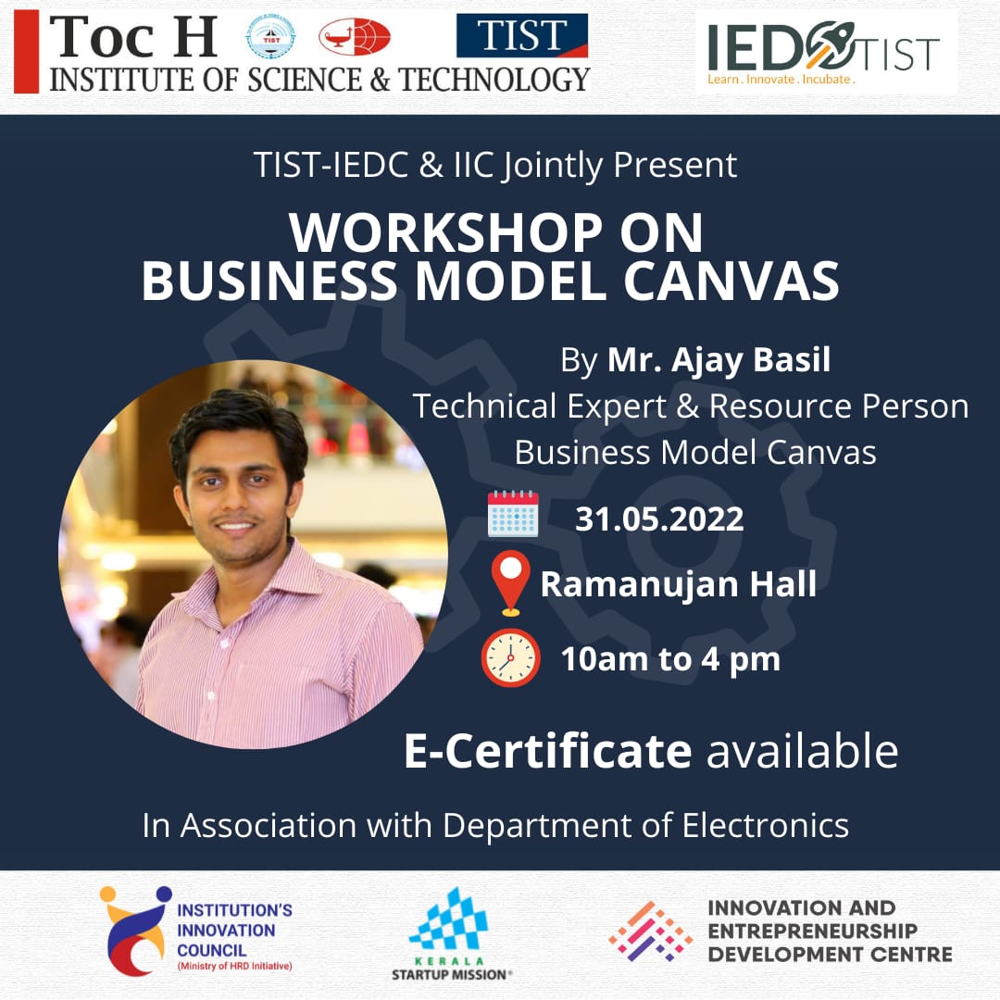 Toc H
TIST
TIST
INSTITUTE OF SCIENCE & TECHNOLOGY
IEDC TIST
Learn . Innovate . Incubate .
TIST-IEDC & IIC Jointly Present
WORKSHOP ON
BUSINESS MODEL CANVAS
By Mr. Ajay Basil
Technical Expert & Resource Person
Business Model Canvas
31.05.2022
Ramanujan Hall
10am to 4 pm
E-Certificate available
In Association with Department of Electronics
INSTITUTION'S
INNOVATION
COUNCIL
(Ministry of HRD Initiative)
KERALA
STARTUP MISSION®
INNOVATION AND
ENTREPRENEURSHIP
DEVELOPMENT CENTRE